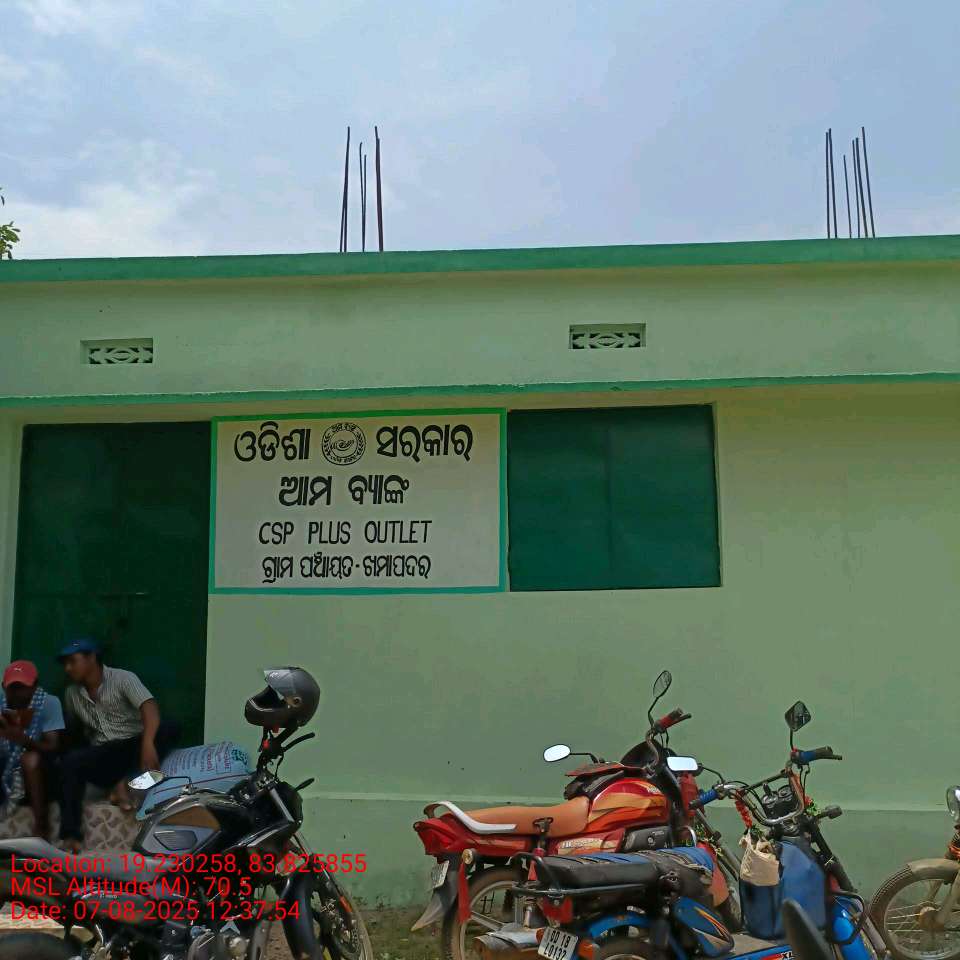 ଓଡିଶା ସରକାର
ଆମ ବ୍ୟାଙ୍କ
CSP PLUS OUTLET
ଗ୍ରାମ ପଞ୍ଚାୟତ-ଖମାପଦର
Location: 19.230258, 83.825855
MSL Altitude(M): 70.5
Date: 07-08-2025 12:37:54